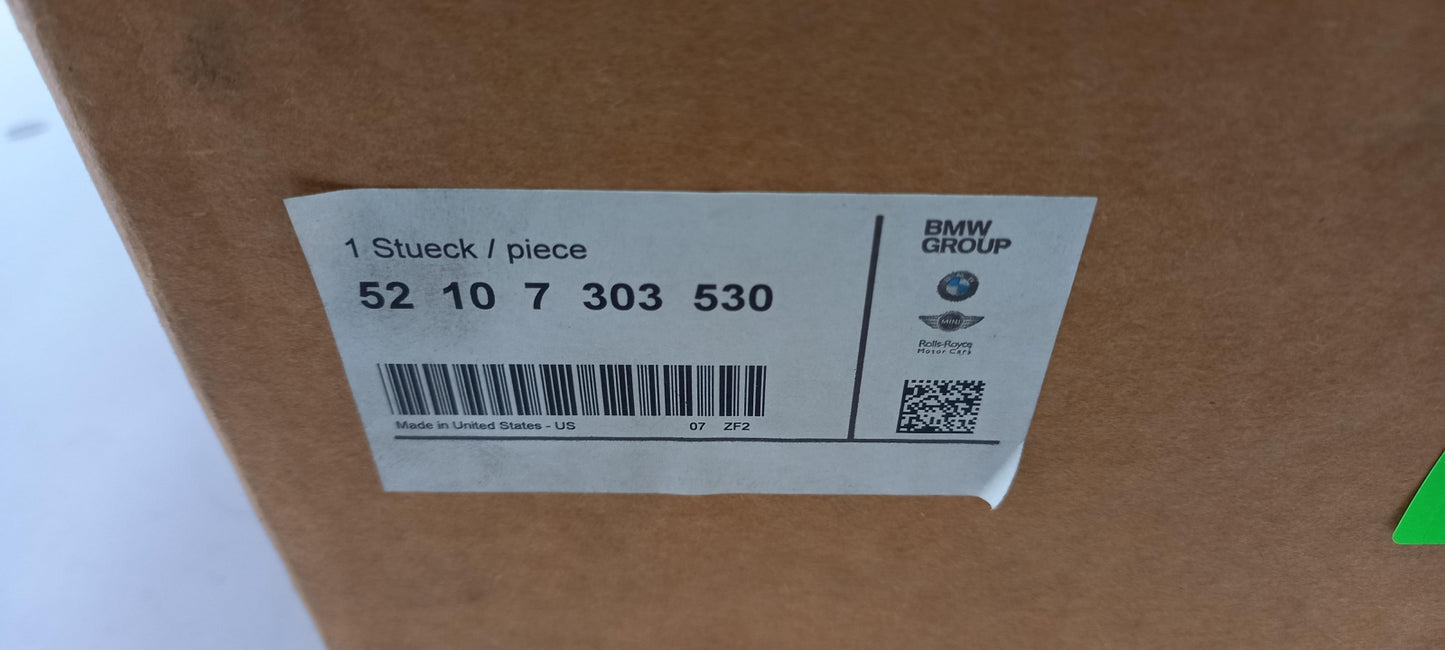 1 Stueck / piece
52 10 7 303 530
Made in United States - US 07 ZF2
BMW
GROUP
MINI
Rolls-Royce
Motor Cars